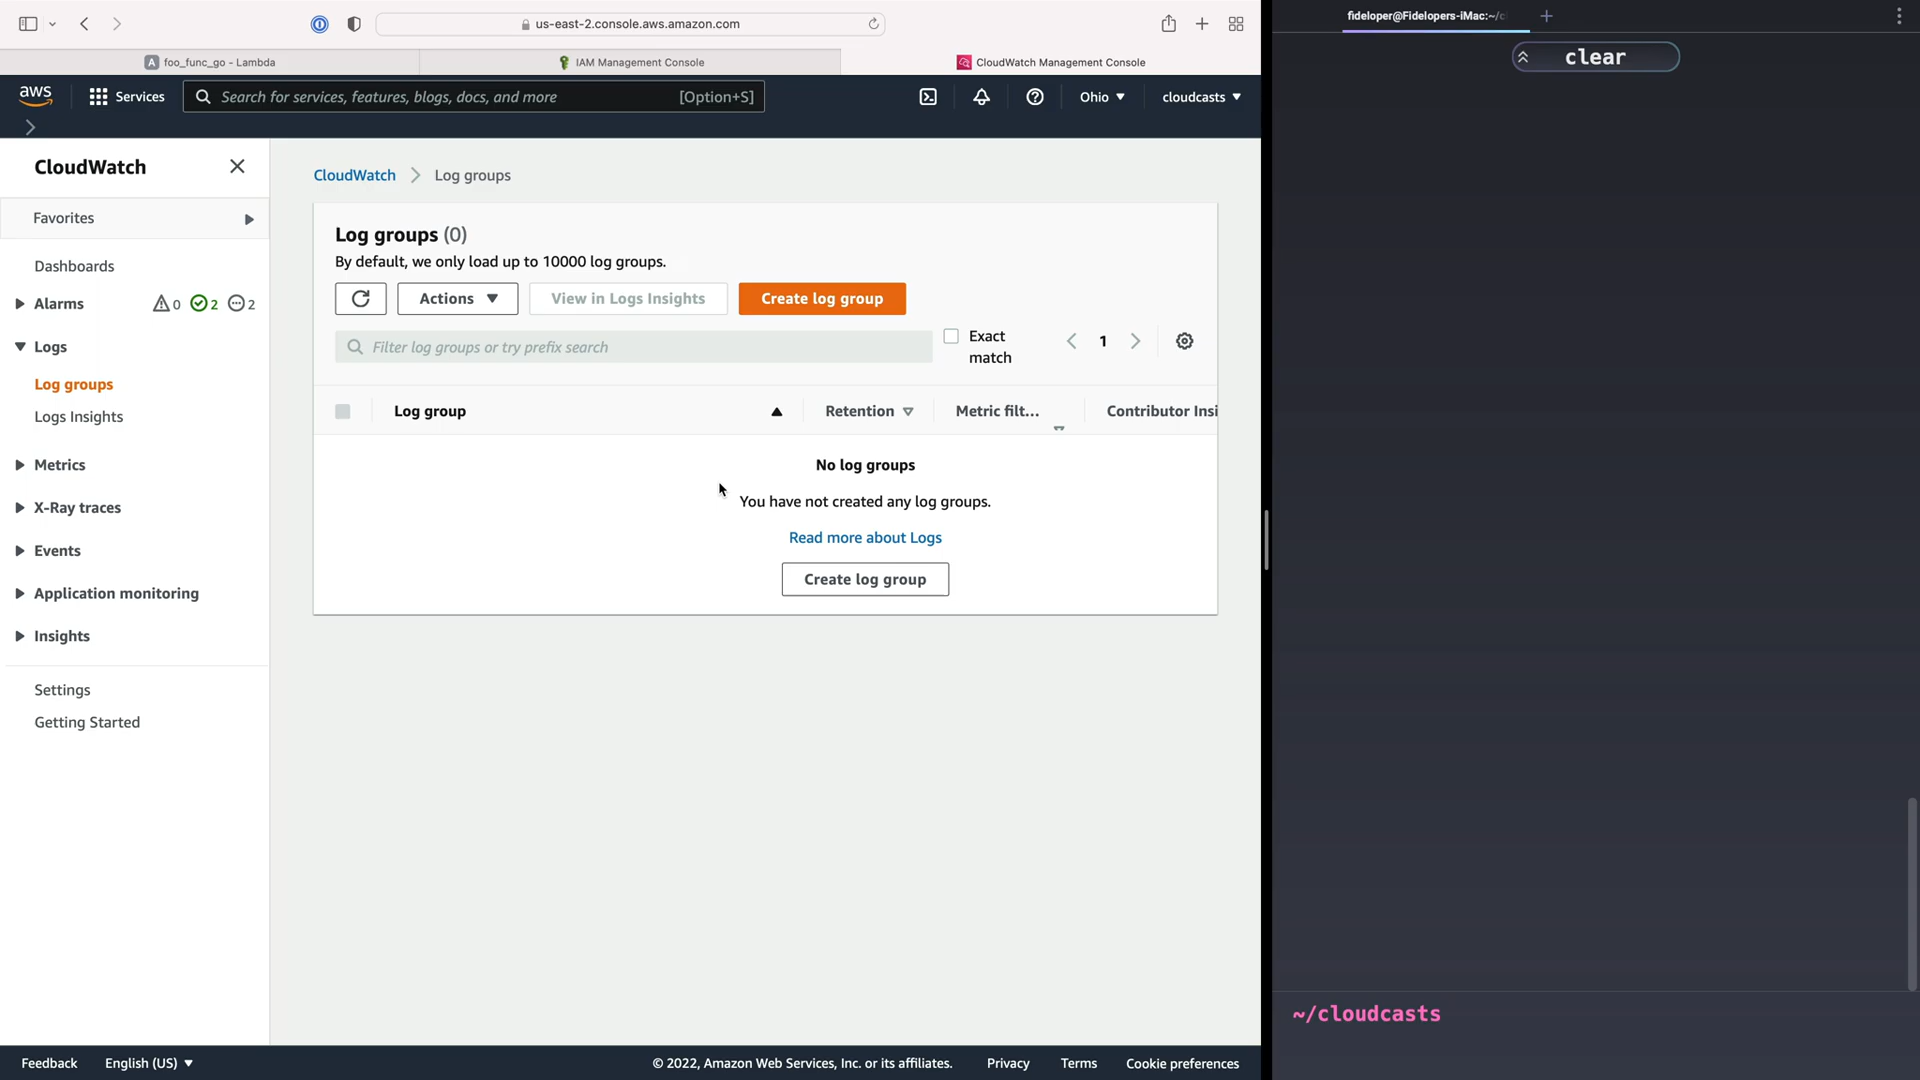 us-east-2.console.aws.amazon.com
foo_func_go - Lambda
IAM Management Console
CloudWatch Management Console
aws
Services
Search for services, features, blogs, docs, and more
[Option+S]
Ohio
cloudcasts
CloudWatch
Favorites
Dashboards
Alarms
0
2
2
Logs
Log groups
Logs Insights
Metrics
X-Ray traces
Events
Application monitoring
Insights
Settings
Getting Started
CloudWatch
Log groups
Log groups (0)
By default, we only load up to 10000 log groups.
Actions
View in Logs Insights
Create log group
Filter log groups or try prefix search
Exact
match
1
Log group
Retention
Metric filt...
Contributor Insi
No log groups
You have not created any log groups.
Read more about Logs
Create log group
Feedback
English (US)
© 2022, Amazon Web Services, Inc. or its affiliates.
Privacy
Terms
Cookie preferences
fideloper@Fidelopers-iMac:~/c
clear
~/cloudcasts